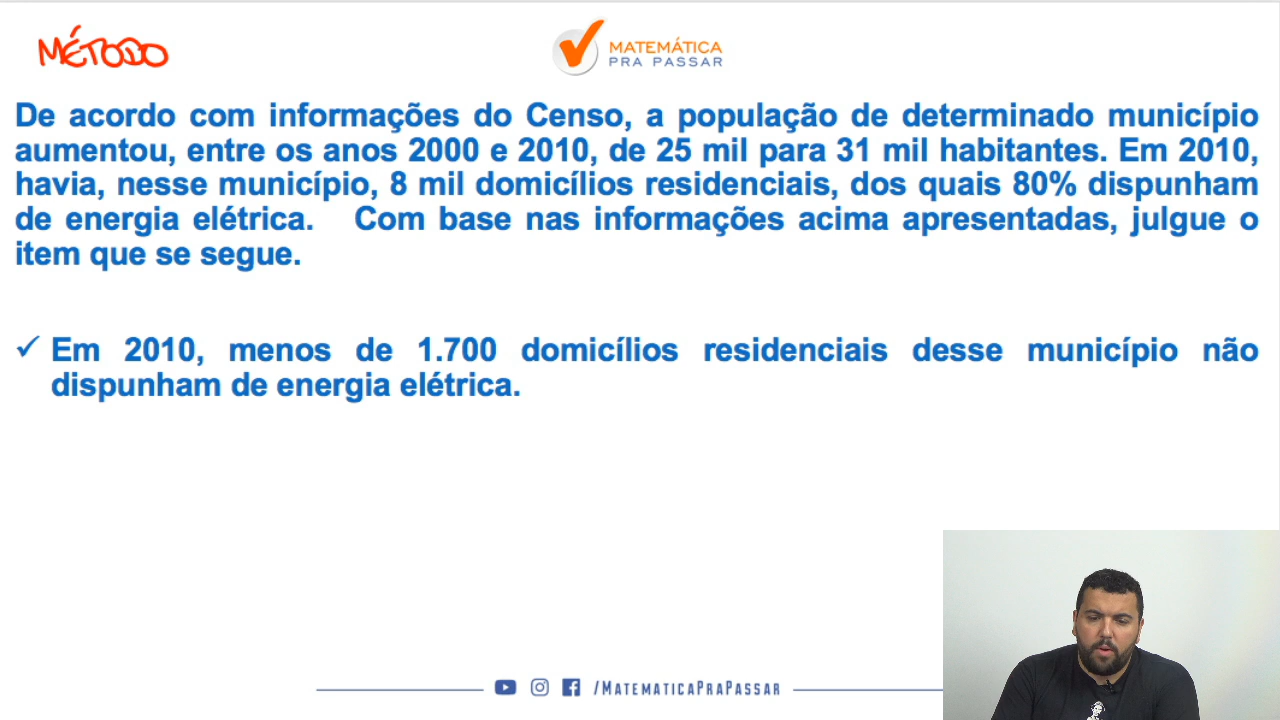 MÉTODO
MATEMÁTICA
PRA PASSAR
De acordo com informações do Censo, a população de determinado município
aumentou, entre os anos 2000 e 2010, de 25 mil para 31 mil habitantes. Em 2010,
havia, nesse município, 8 mil domicílios residenciais, dos quais 80% dispunham
de energia elétrica. Com base nas informações acima apresentadas, julgue o
item que se segue.
✓ Em 2010, menos de 1.700 domicílios residenciais desse município não
dispunham de energia elétrica.
/MATEMATICAPRAPASSAR